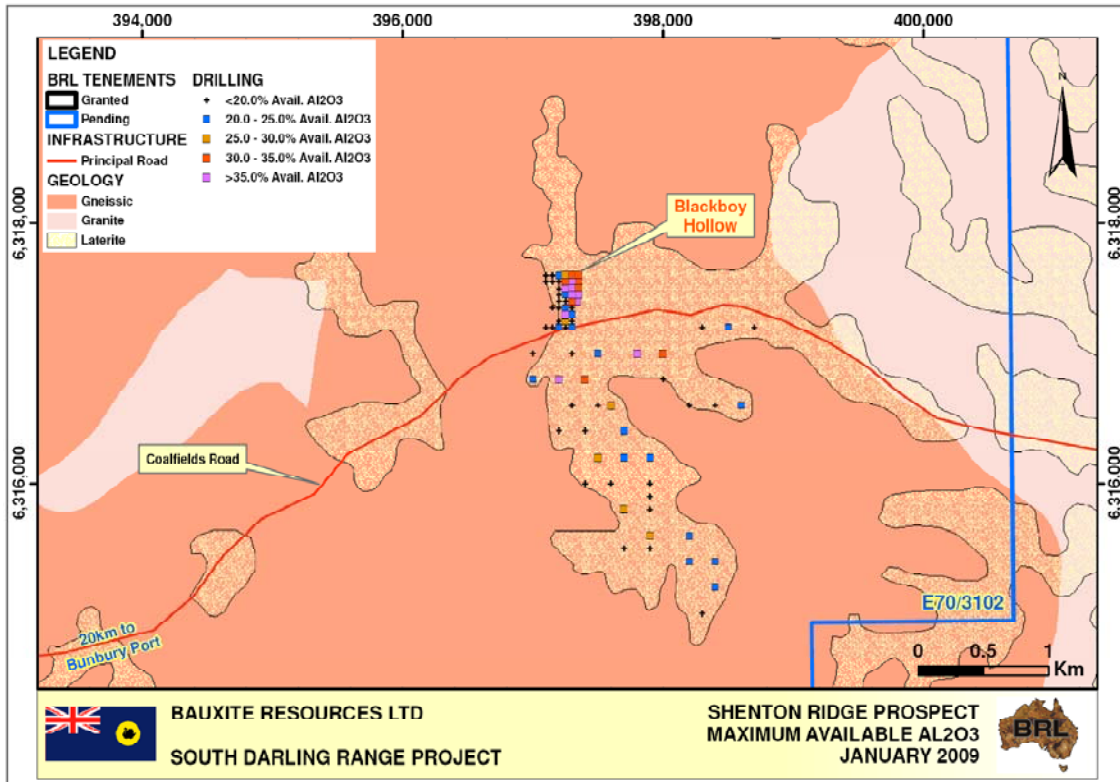 394,000 396,000 398,000 400,000
LEGEND
BRL TENEMENTS
Granted
Pending
INFRASTRUCTURE
Principal Road
GEOLOGY
Gneissic
Granite
Laterite
DRILLING
<20.0% Avail. Al2O3
20.0 - 25.0% Avail. Al2O3
25.0 - 30.0% Avail. Al2O3
30.0 - 35.0% Avail. Al2O3
>35.0% Avail. Al2O3
N
6,318,000
6,318,000
Blackboy
Hollow
Coalfields Road
6,316,000
6,316,000
E70/3102
20km to
Bunbury Port
0 0.5 1
Km
BAUXITE RESOURCES LTD
SOUTH DARLING RANGE PROJECT
SHENTON RIDGE PROSPECT
MAXIMUM AVAILABLE AL2O3
JANUARY 2009
BRL